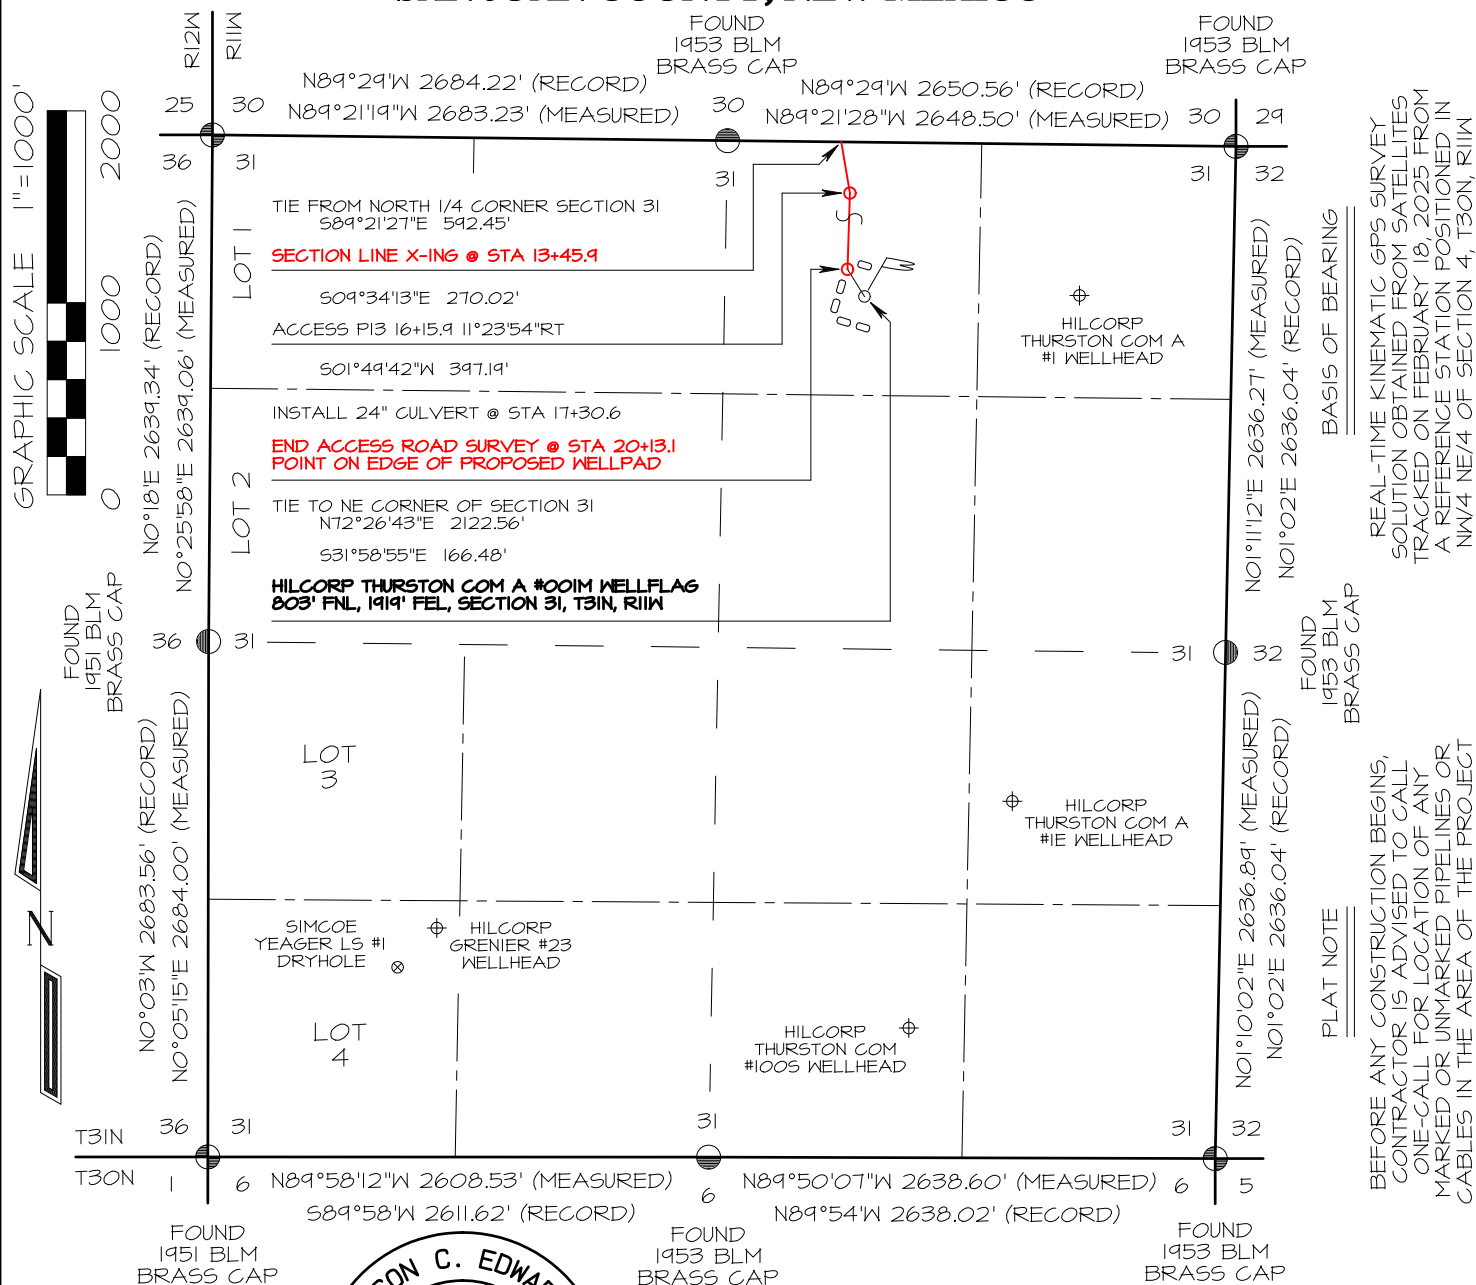 R12W
R11W
FOUND
1953 BLM
BRASS CAP
FOUND
1953 BLM
BRASS CAP
N89°29'W 2684.22' (RECORD)
N89°21'19"W 2683.23' (MEASURED)
N89°29'W 2650.56' (RECORD)
N89°21'28"W 2648.50' (MEASURED)
25 30
30
30 29
36 31
31
31 32
GRAPHIC SCALE 1"=1000'
0 1000 2000
N0°18'E 2639.34' (RECORD)
N0°25'58"E 2639.06' (MEASURED)
LOT 1
LOT 2
TIE FROM NORTH 1/4 CORNER SECTION 31
S89°21'27"E 592.45'
SECTION LINE X-ING @ STA 13+45.9
S09°34'13"E 270.02'
ACCESS PI3 16+15.9 11°23'54"RT
S01°49'42"W 397.19'
INSTALL 24" CULVERT @ STA 17+30.6
END ACCESS ROAD SURVEY @ STA 20+13.1
POINT ON EDGE OF PROPOSED WELLPAD
TIE TO NE CORNER OF SECTION 31
N72°26'43"E 2122.56'
S31°58'55"E 166.48'
HILCORP THURSTON COM A #001M WELLFLAG
803' FNL, 1919' FEL, SECTION 31, T31N, R11W
HILCORP
THURSTON COM A
#1 WELLHEAD
N01°11'12"E 2636.27' (MEASURED)
N01°02'E 2636.04' (RECORD)
BASIS OF BEARING
REAL-TIME KINEMATIC GPS SURVEY
SOLUTION OBTAINED FROM SATELLITES
TRACKED ON FEBRUARY 18, 2025 FROM
A REFERENCE STATION POSITIONED IN
NW/4 NE/4 OF SECTION 4, T30N, R11W
FOUND
1951 BLM
BRASS CAP
36 31
31 32
FOUND
1953 BLM
BRASS CAP
N0°03'W 2683.56' (RECORD)
N0°05'15"E 2684.00' (MEASURED)
LOT
3
HILCORP
THURSTON COM A
#1E WELLHEAD
N
SIMCOE
YEAGER LS #1
DRYHOLE
HILCORP
GRENIER #23
WELLHEAD
LOT
4
HILCORP
THURSTON COM
#100S WELLHEAD
N01°10'02"E 2636.89' (MEASURED)
N01°02'E 2636.04' (RECORD)
PLAT NOTE
BEFORE ANY CONSTRUCTION BEGINS,
CONTRACTOR IS ADVISED TO CALL
ONE-CALL FOR LOCATION OF ANY
MARKED OR UNMARKED PIPELINES OR
CABLES IN THE AREA OF THE PROJECT
T31N
36 31
31
31 32
T30N
1 6
6
6 5
N89°58'12"W 2608.53' (MEASURED)
S89°58'W 2611.62' (RECORD)
N89°50'07"W 2638.60' (MEASURED)
N89°54'W 2638.02' (RECORD)
FOUND
1951 BLM
BRASS CAP
FOUND
1953 BLM
BRASS CAP
FOUND
1953 BLM
BRASS CAP
C.